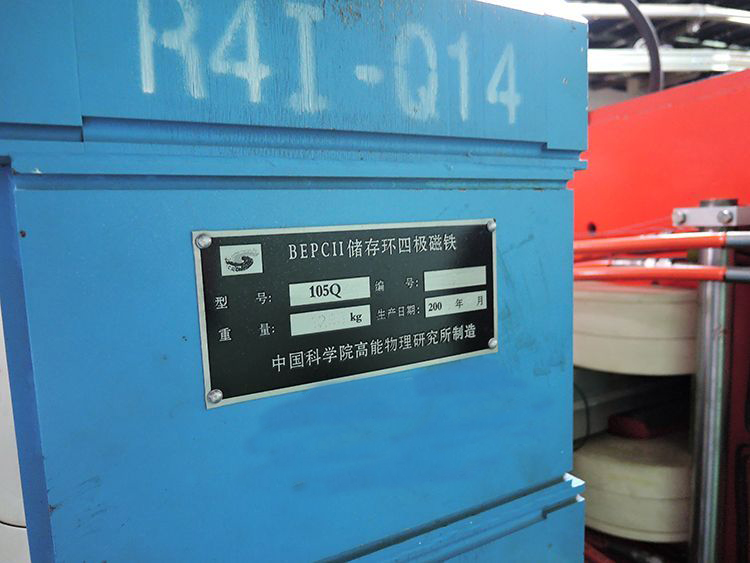 R4I-Q14
BEPCII储存环四极磁铁
型 号: 105Q 编 号:
重 量: kg 生产日期: 200 年 月
中国科学院高能物理研究所制造